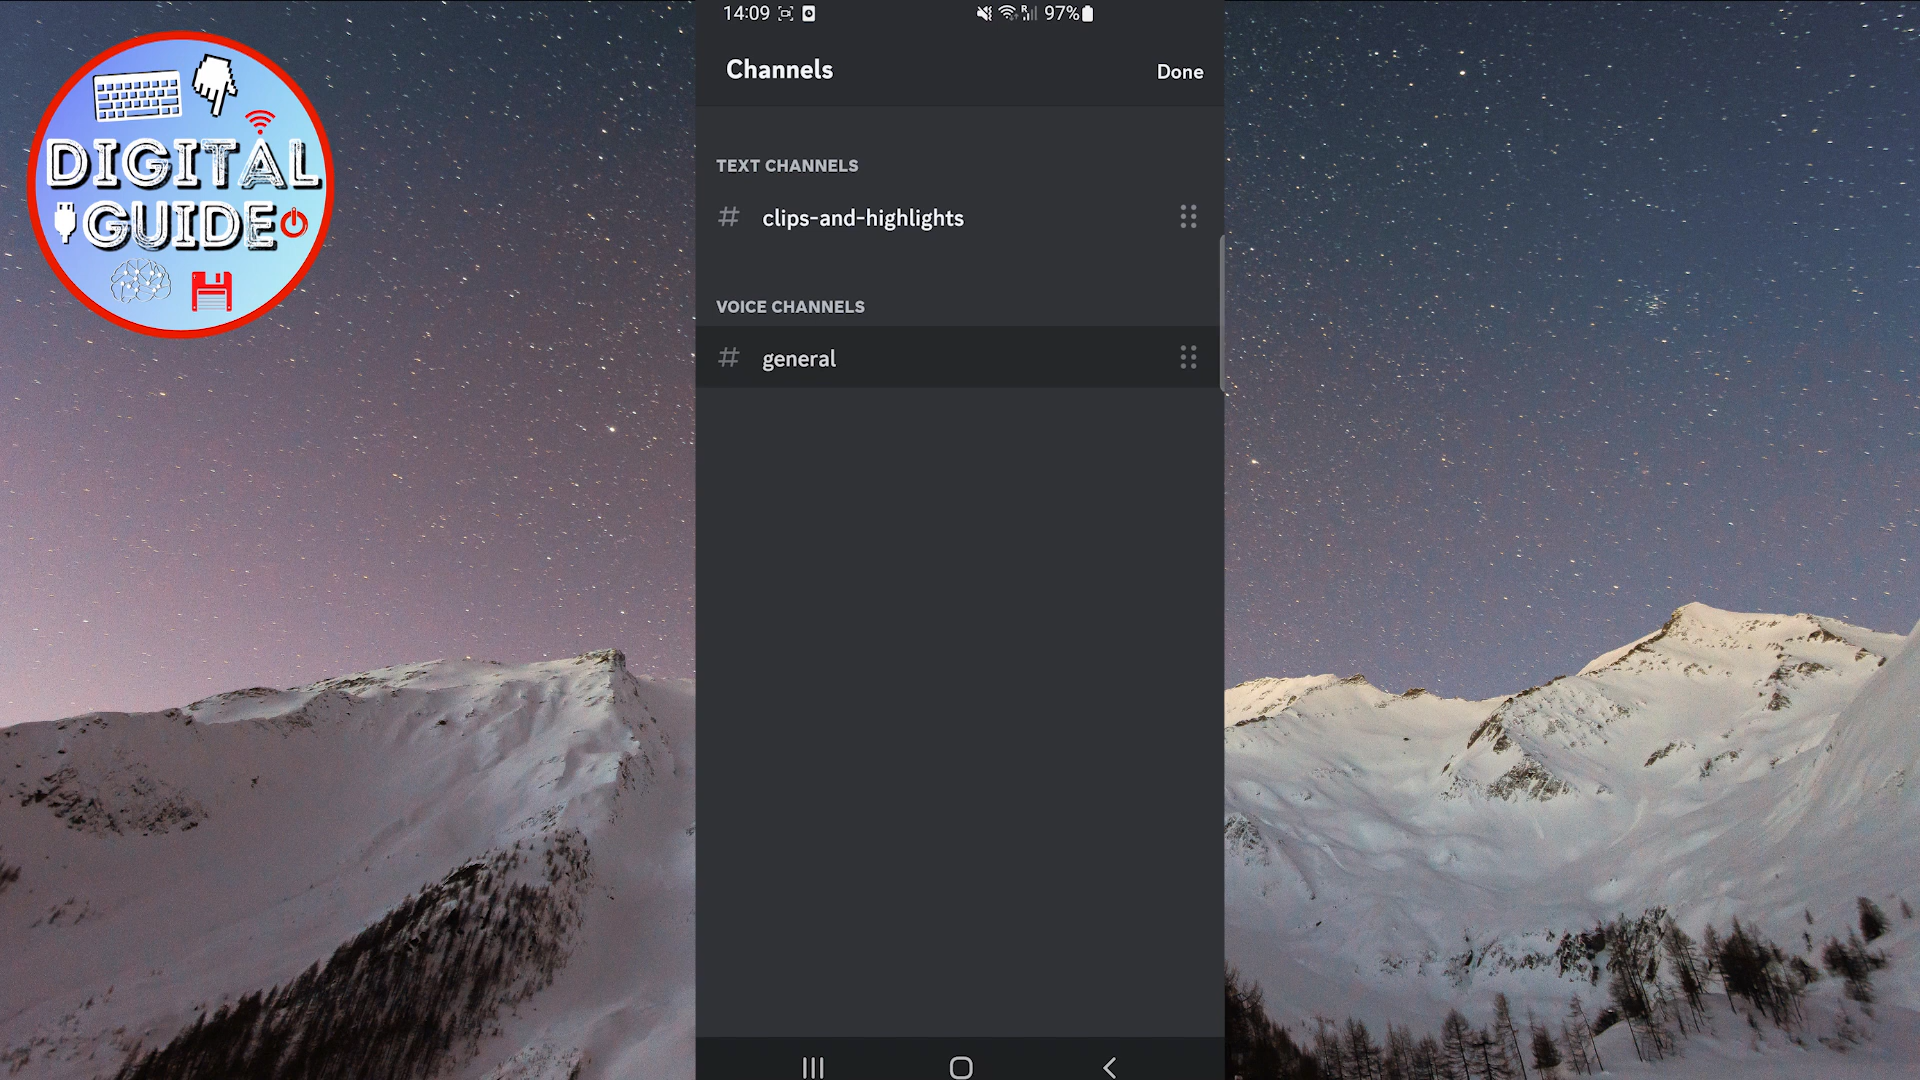 DIGITAL
GUIDE
14:09
97%
Channels
Done
TEXT CHANNELS
# clips-and-highlights
VOICE CHANNELS
# general